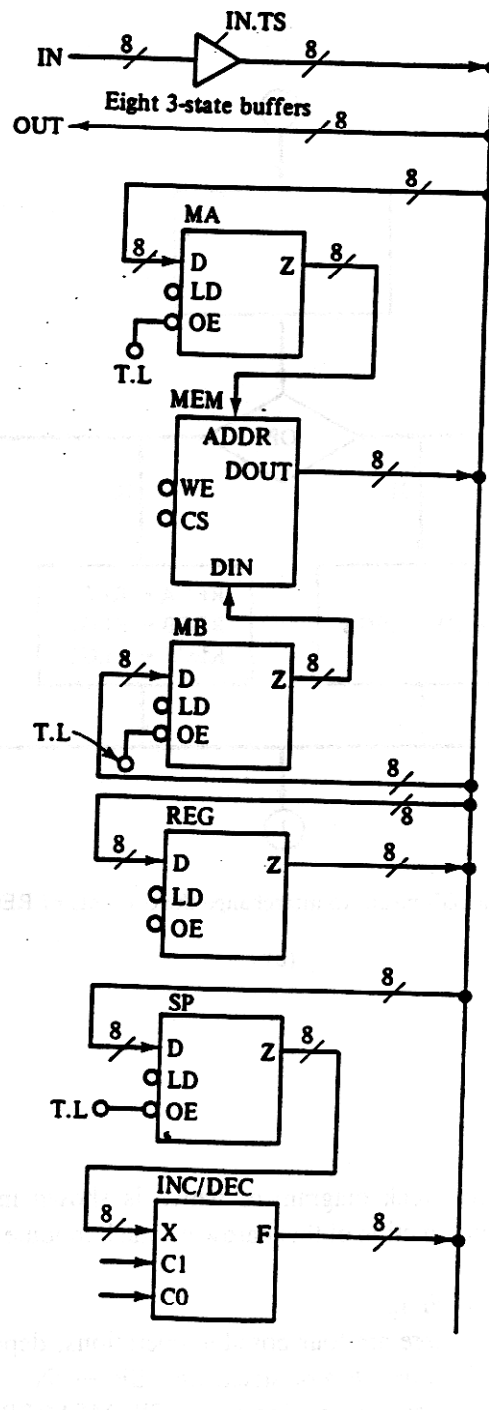 IN.TS
IN 8 8
Eight 3-state buffers
OUT 8
8
MA
8 D Z 8
LD
OE
T.L
MEM
ADDR
DOUT 8
WE
CS
DIN
MB
8 D Z 8
LD
T.L OE
8
8
REG
8 D Z 8
LD
OE
8
SP
8 D Z 8
LD
T.L OE
INC/DEC
8 X F 8
C1
C0